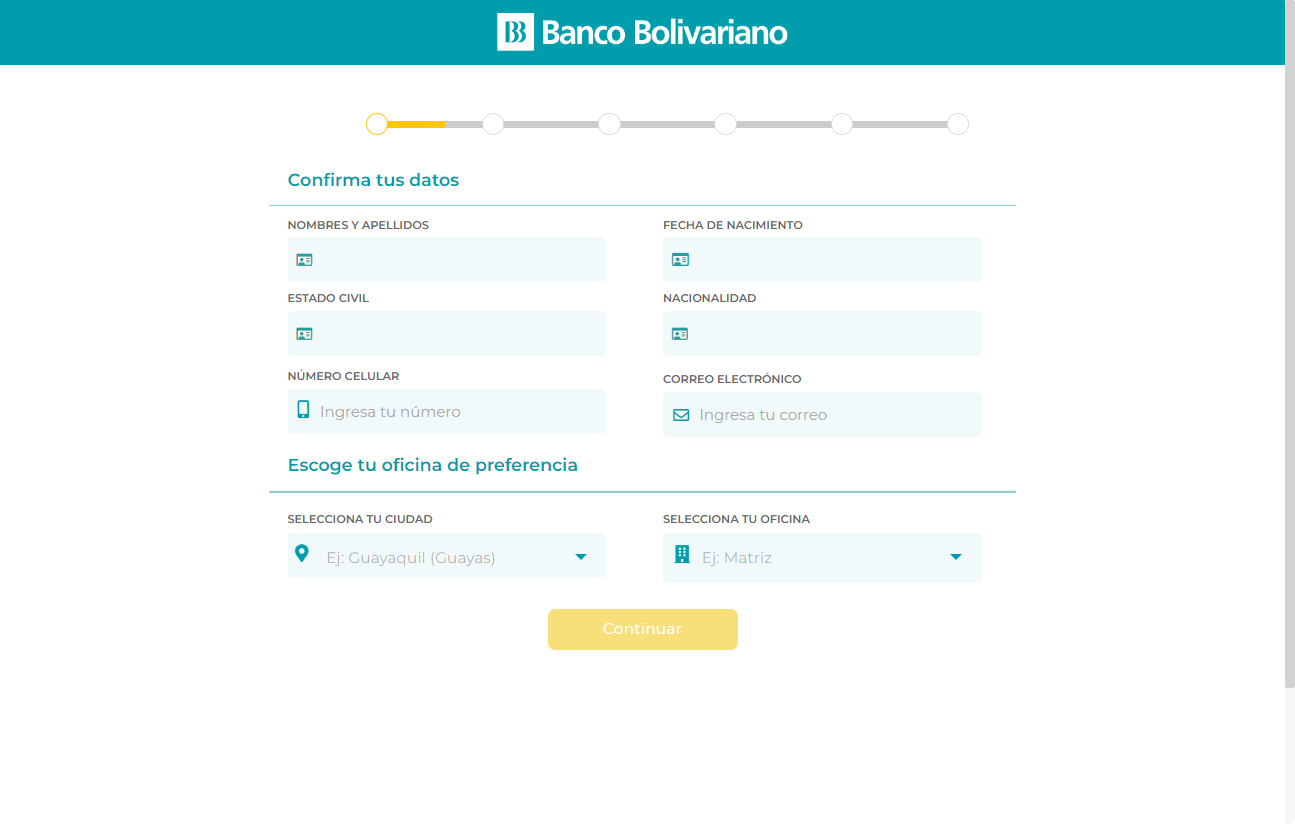 Banco Bolivariano
Confirma tus datos
NOMBRES Y APELLIDOS
FECHA DE NACIMIENTO
ESTADO CIVIL
NACIONALIDAD
NÚMERO CELULAR
CORREO ELECTRÓNICO
Ingresa tu número
Ingresa tu correo
Escoge tu oficina de preferencia
SELECCIONA TU CIUDAD
SELECCIONA TU OFICINA
Ej: Guayaquil (Guayas)
Ej: Matriz
Continuar